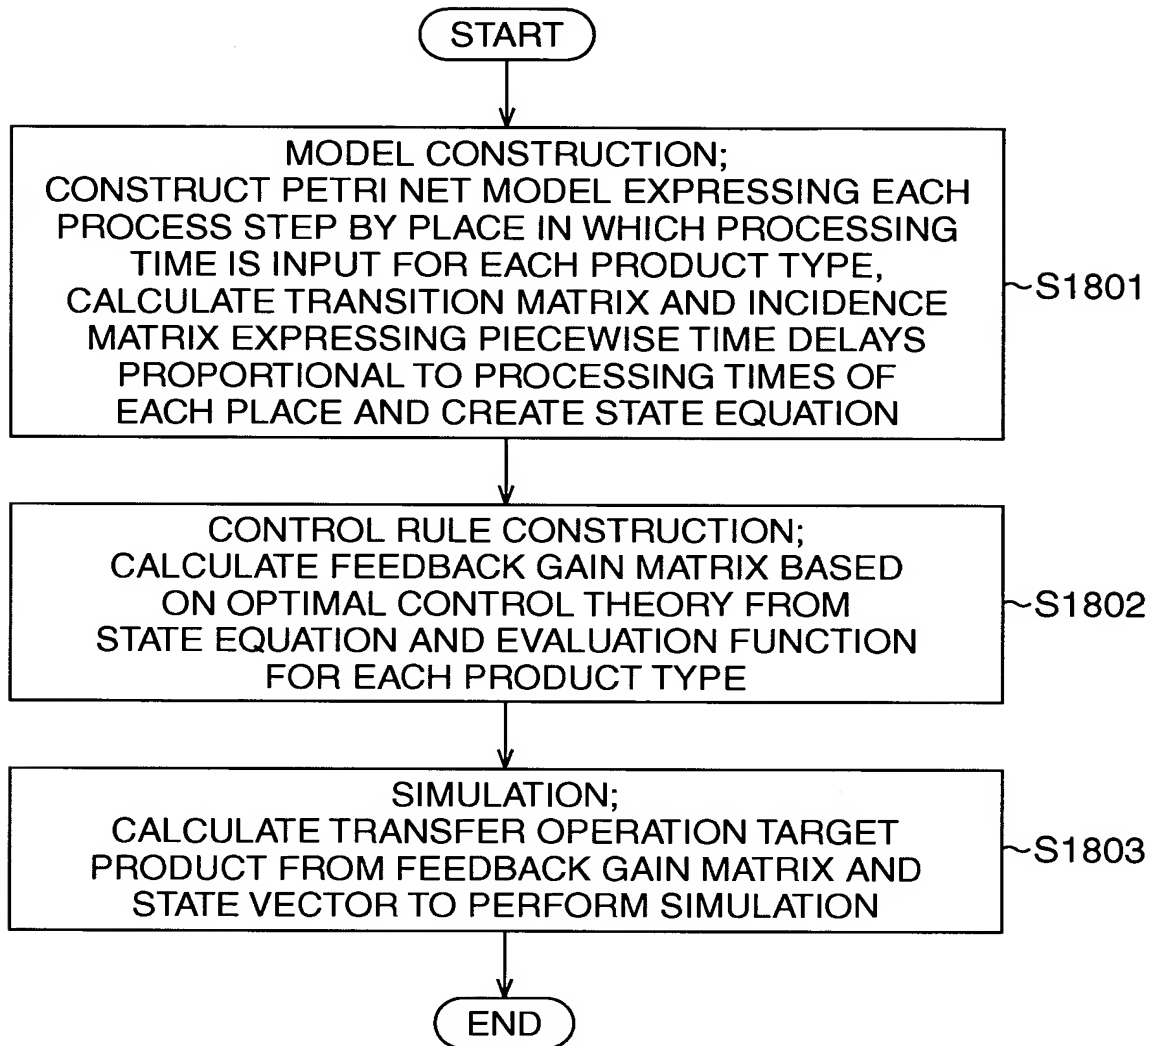 START
MODEL CONSTRUCTION;
CONSTRUCT PETRI NET MODEL EXPRESSING EACH
PROCESS STEP BY PLACE IN WHICH PROCESSING
TIME IS INPUT FOR EACH PRODUCT TYPE,
CALCULATE TRANSITION MATRIX AND INCIDENCE
MATRIX EXPRESSING PIECEWISE TIME DELAYS
PROPORTIONAL TO PROCESSING TIMES OF
EACH PLACE AND CREATE STATE EQUATION
S1801
CONTROL RULE CONSTRUCTION;
CALCULATE FEEDBACK GAIN MATRIX BASED
ON OPTIMAL CONTROL THEORY FROM
STATE EQUATION AND EVALUATION FUNCTION
FOR EACH PRODUCT TYPE
S1802
SIMULATION;
CALCULATE TRANSFER OPERATION TARGET
PRODUCT FROM FEEDBACK GAIN MATRIX AND
STATE VECTOR TO PERFORM SIMULATION
S1803
END